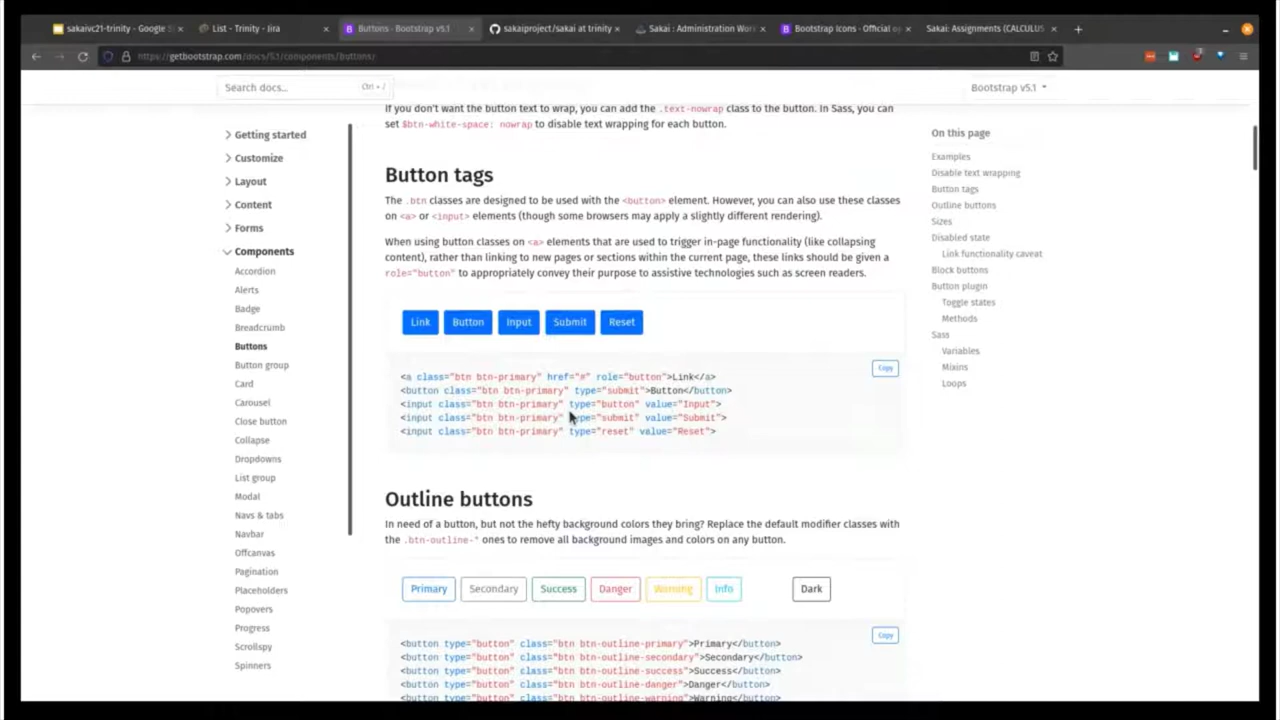 sakaivc21-trinity - Google S
List - Trinity - Jira
Buttons · Bootstrap v5.1
sakaiproject/sakai at trinity
Sakai : Administration Wor
Bootstrap Icons · Official o
Sakai: Assignments (CALCULUS
https://getbootstrap.com/docs/5.1/components/buttons/
Search docs...
Ctrl + /
Bootstrap v5.1
Getting started
Customize
Layout
Content
Forms
Components
Accordion
Alerts
Badge
Breadcrumb
Buttons
Button group
Card
Carousel
Close button
Collapse
Dropdowns
List group
Modal
Navs & tabs
Navbar
Offcanvas
Pagination
Placeholders
Popovers
Progress
Scrollspy
Spinners
If you don't want the button text to wrap, you can add the .text-nowrap class to the button. In Sass, you can
set $btn-white-space: nowrap to disable text wrapping for each button.
Button tags
The .btn classes are designed to be used with the <button> element. However, you can also use these classes
on <a> or <input> elements (though some browsers may apply a slightly different rendering).
When using button classes on <a> elements that are used to trigger in-page functionality (like collapsing
content), rather than linking to new pages or sections within the current page, these links should be given a
role="button" to appropriately convey their purpose to assistive technologies such as screen readers.
Link Button Input Submit Reset
Copy
<a class="btn btn-primary" href="#" role="button">Link</a>
<button class="btn btn-primary" type="submit">Button</button>
<input class="btn btn-primary" type="button" value="Input">
<input class="btn btn-primary" type="submit" value="Submit">
<input class="btn btn-primary" type="reset" value="Reset">
Outline buttons
In need of a button, but not the hefty background colors they bring? Replace the default modifier classes with
the .btn-outline-* ones to remove all background images and colors on any button.
Primary Secondary Success Danger Warning Info Dark
Copy
<button type="button" class="btn btn-outline-primary">Primary</button>
<button type="button" class="btn btn-outline-secondary">Secondary</button>
<button type="button" class="btn btn-outline-success">Success</button>
<button type="button" class="btn btn-outline-danger">Danger</button>
<button type="button" class="btn btn-outline-warning">Warning</button>
On this page
Examples
Disable text wrapping
Button tags
Outline buttons
Sizes
Disabled state
Link functionality caveat
Block buttons
Button plugin
Toggle states
Methods
Sass
Variables
Mixins
Loops